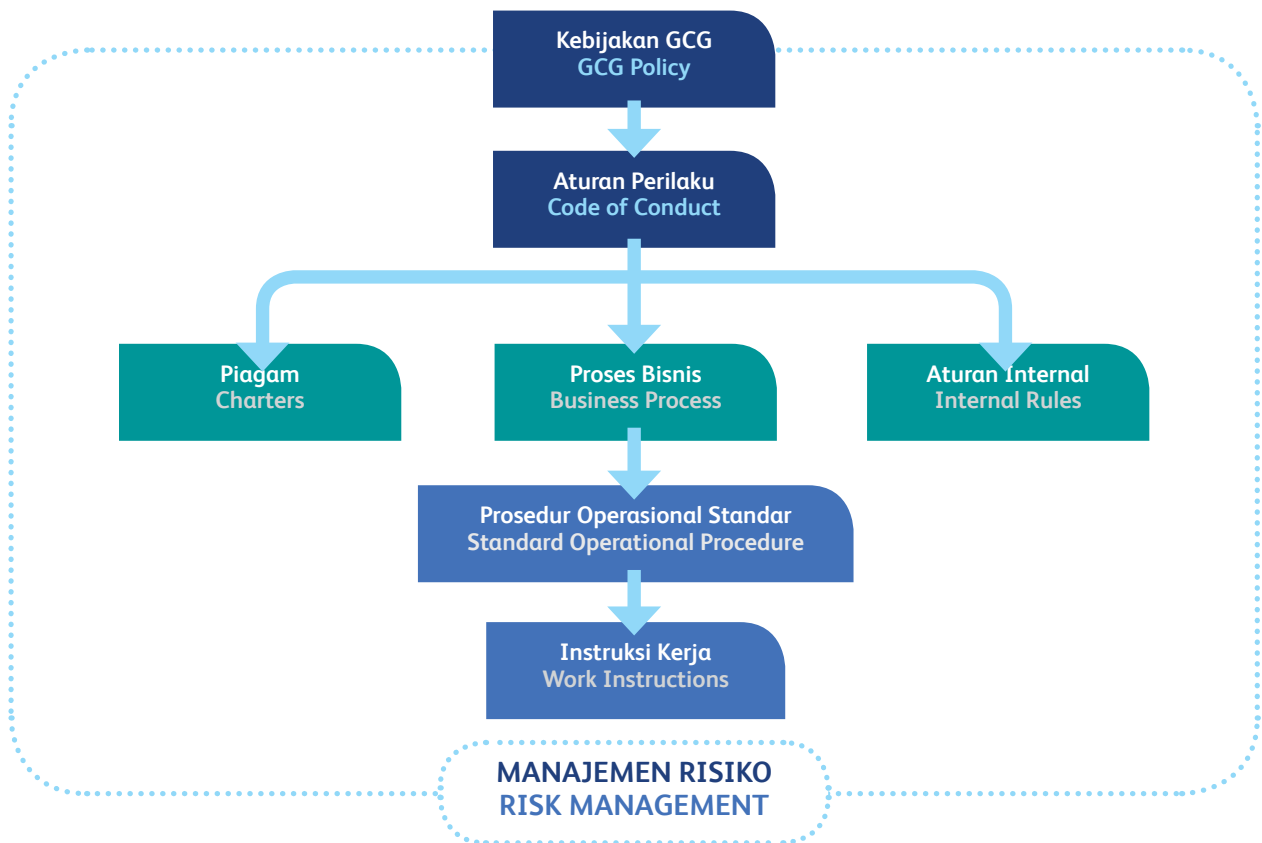 Kebijakan GCG
GCG Policy
Aturan Perilaku
Code of Conduct
Piagam
Charters
Proses Bisnis
Business Process
Aturan Internal
Internal Rules
Prosedur Operasional Standar
Standard Operational Procedure
Instruksi Kerja
Work Instructions
MANAJEMEN RISIKO
RISK MANAGEMENT